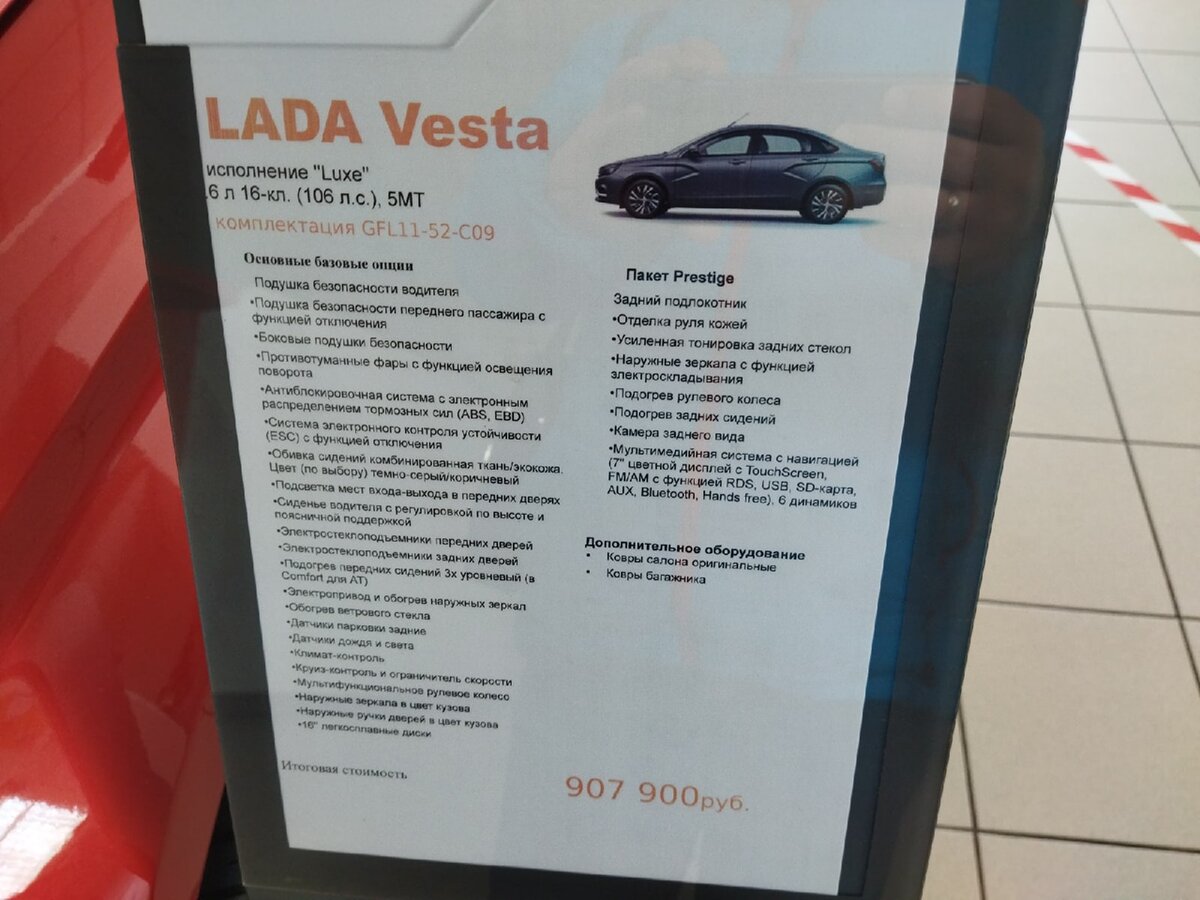 LADA Vesta
исполнение "Luxe"
.6 л 16-кл. (106 л.с.), 5МТ
комплектация GFL11-52-C09
Основные базовые опции
Подушка безопасности водителя
•Подушка безопасности переднего пассажира с
функцией отключения
•Боковые подушки безопасности
•Противотуманные фары с функцией освещения
поворота
•Антиблокировочная система с электронным
распределением тормозных сил (ABS, EBD)
•Система электронного контроля устойчивости
(ESC) с функцией отключения
•Обивка сидений комбинированная ткань/экокожа.
Цвет (по выбору) темно-серый/коричневый
•Подсветка мест входа-выхода в передних дверях
•Сиденье водителя с регулировкой по высоте и
поясничной поддержкой
•Электростеклоподъемники передних дверей
•Электростеклоподъемники задних дверей
•Подогрев передних сидений 3х уровневый (в
Comfort для АТ)
•Электропривод и обогрев наружных зеркал
•Обогрев ветрового стекла
•Датчики парковки задние
•Датчики дождя и света
•Климат-контроль
•Круиз-контроль и ограничитель скорости
•Мультифункциональное рулевое колесо
•Наружные зеркала в цвет кузова
•Наружные ручки дверей в цвет кузова
•16" легкосплавные диски
Пакет Prestige
Задний подлокотник
•Отделка руля кожей
•Усиленная тонировка задних стекол
•Наружные зеркала с функцией
электроскладывания
•Подогрев рулевого колеса
•Подогрев задних сидений
•Камера заднего вида
•Мультимедийная система с навигацией
(7" цветной дисплей с TouchScreen,
FM/AM с функцией RDS, USB, SD-карта,
AUX, Bluetooth, Hands free), 6 динамиков
Дополнительное оборудование
• Ковры салона оригинальные
• Ковры багажника
Итоговая стоимость
907 900руб.